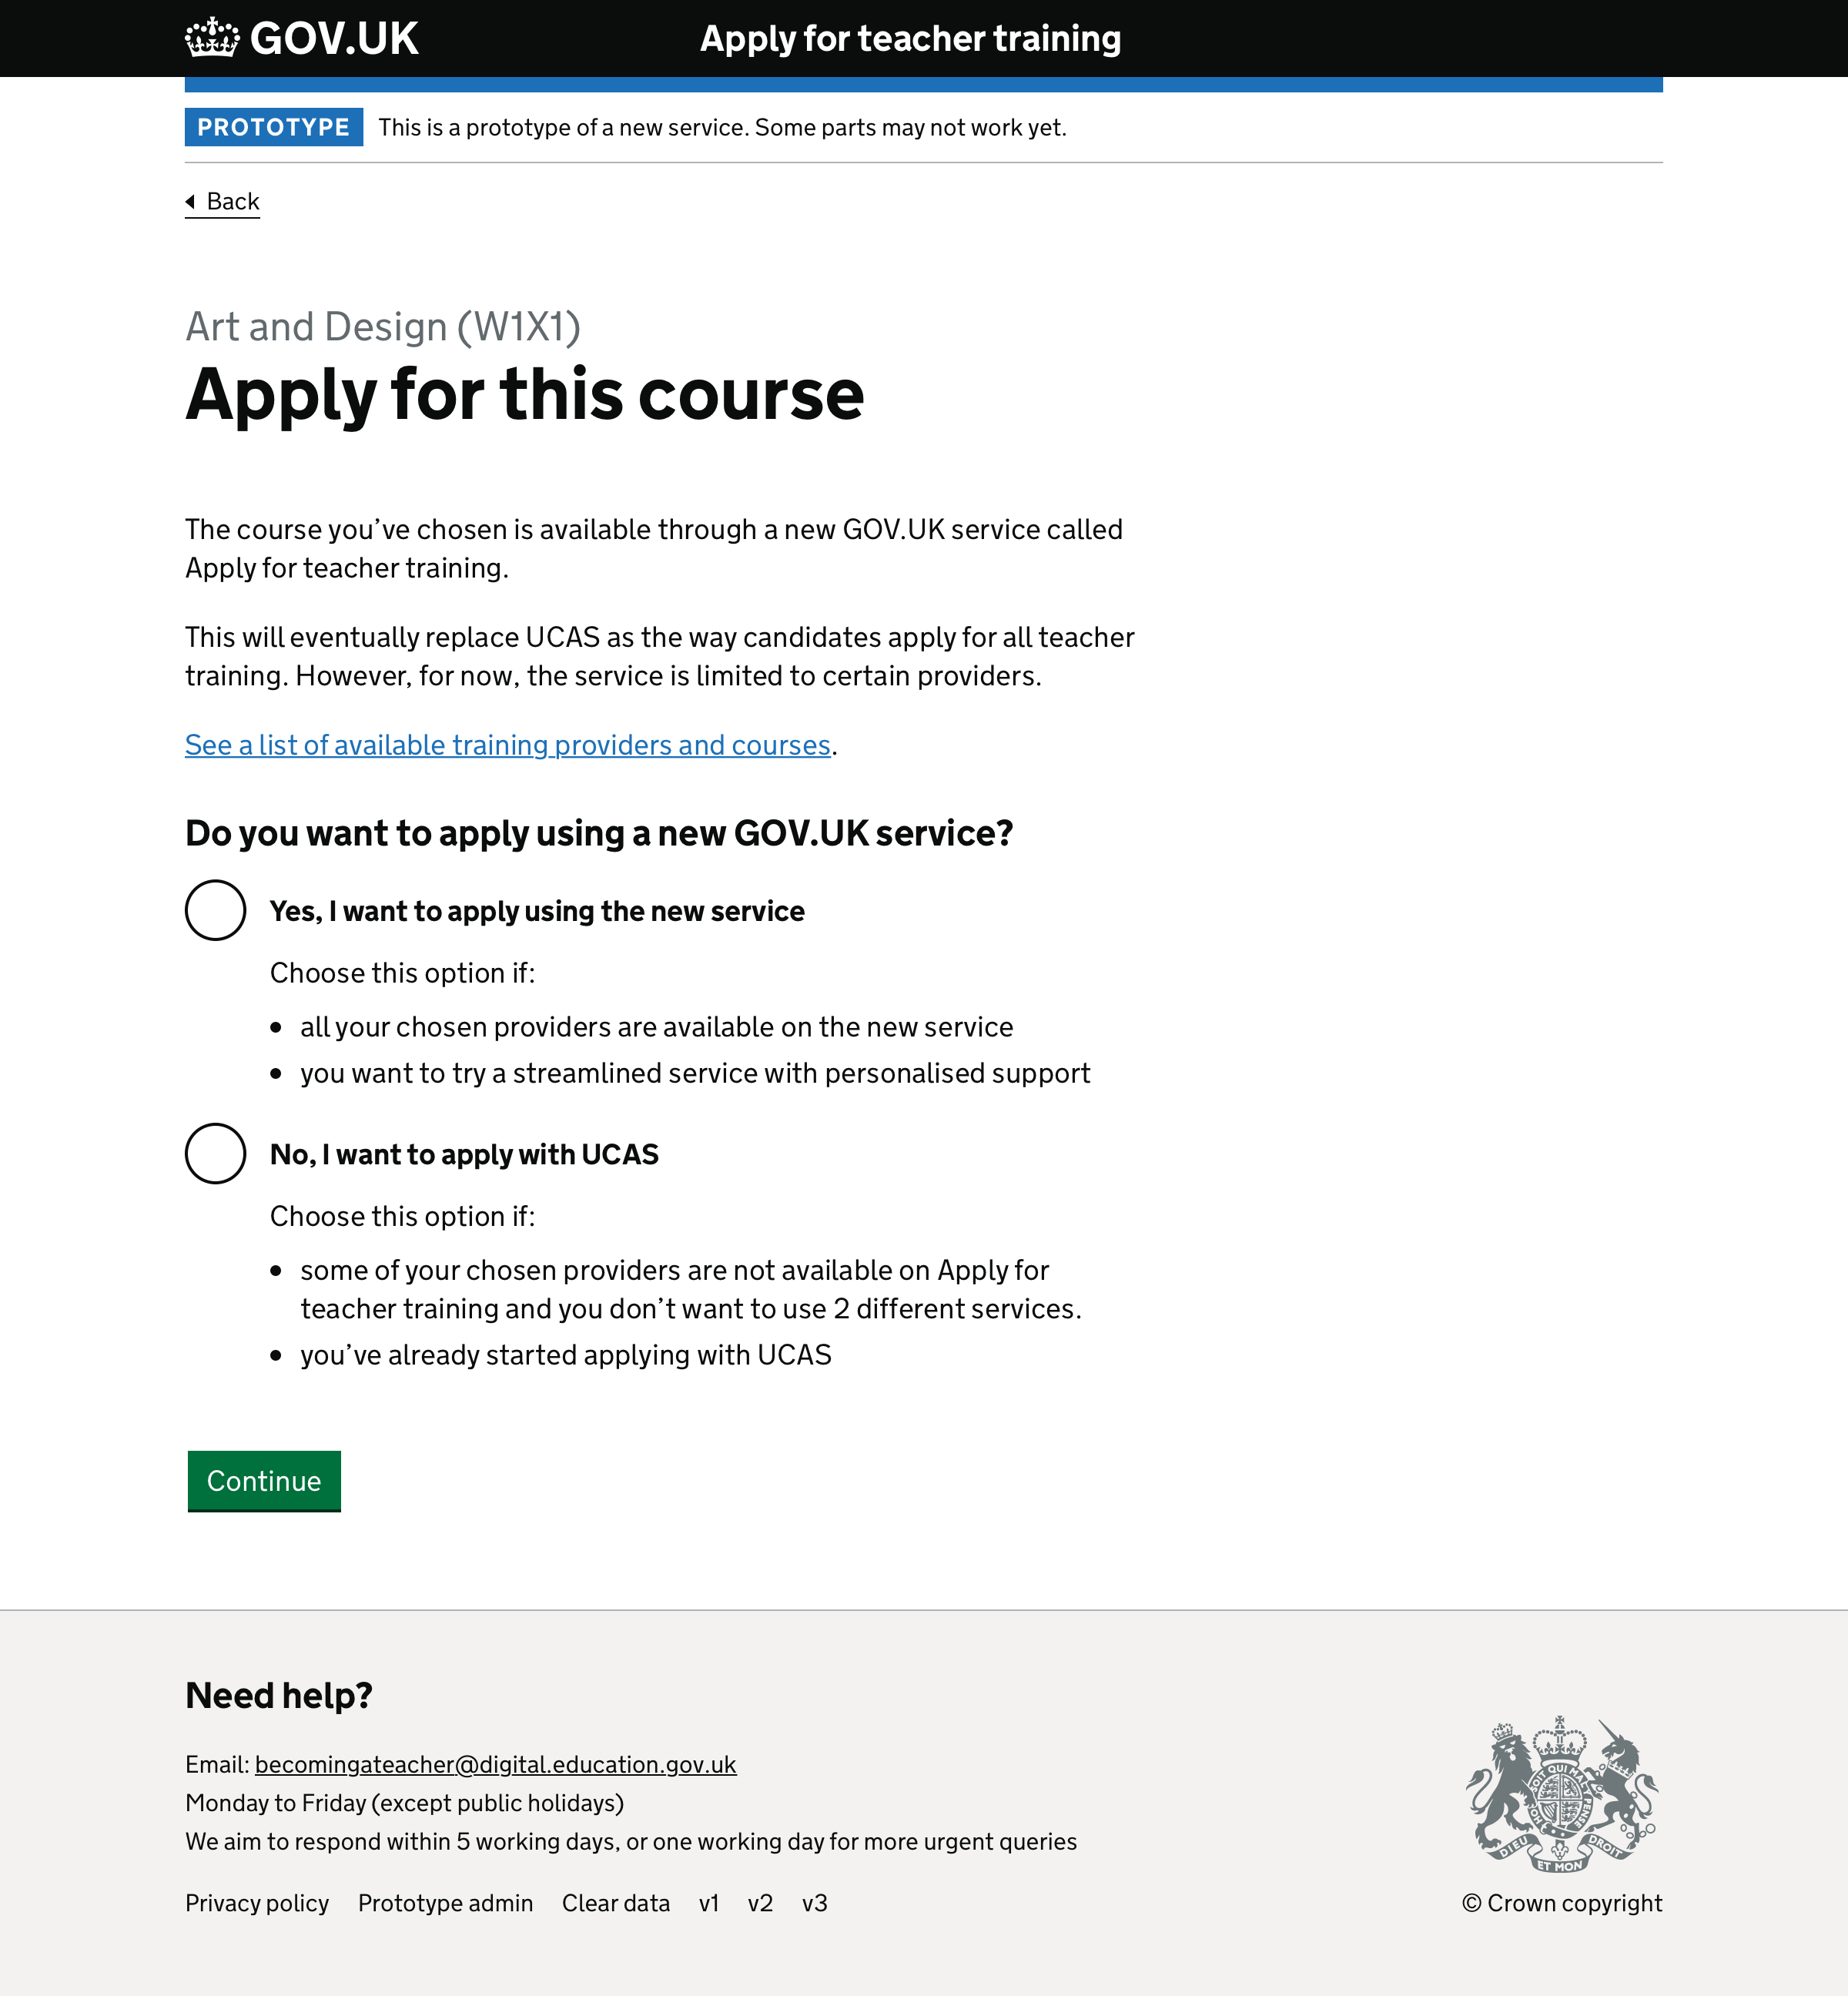 GOV.UK
Apply for teacher training
PROTOTYPE This is a prototype of a new service. Some parts may not work yet.
Back
Art and Design (W1X1)
Apply for this course
The course you’ve chosen is available through a new GOV.UK service called
Apply for teacher training.
This will eventually replace UCAS as the way candidates apply for all teacher
training. However, for now, the service is limited to certain providers.
See a list of available training providers and courses.
Do you want to apply using a new GOV.UK service?
Yes, I want to apply using the new service
Choose this option if:
• all your chosen providers are available on the new service
• you want to try a streamlined service with personalised support
No, I want to apply with UCAS
Choose this option if:
• some of your chosen providers are not available on Apply for
teacher training and you don’t want to use 2 different services.
• you’ve already started applying with UCAS
Continue
Need help?
Email: becomingateacher@digital.education.gov.uk
Monday to Friday (except public holidays)
We aim to respond within 5 working days, or one working day for more urgent queries
Privacy policy Prototype admin Clear data v1 v2 v3
QUI
DIEU ET MON DROIT
© Crown copyright